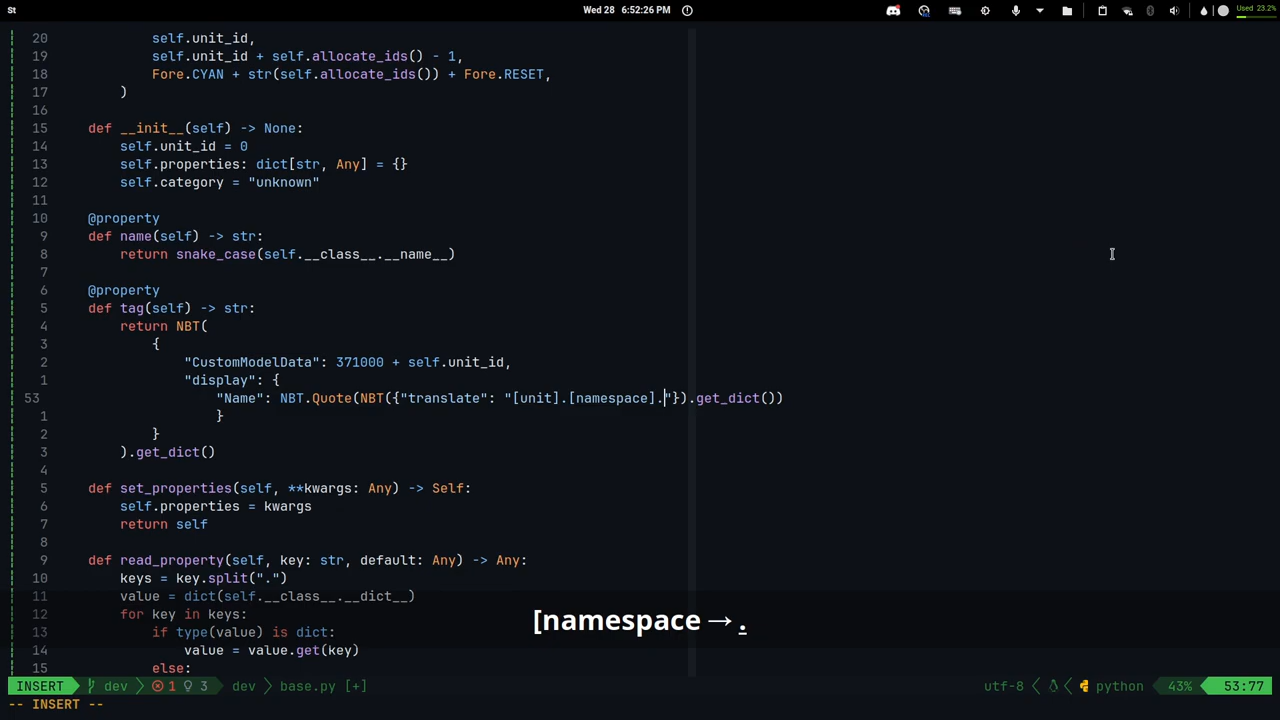 St Wed 28 6:52:26 PM Used 23.2%
20 self.unit_id,
19 self.unit_id + self.allocate_ids() - 1,
18 Fore.CYAN + str(self.allocate_ids()) + Fore.RESET,
17 )
16
15 def __init__(self) -> None:
14 self.unit_id = 0
13 self.properties: dict[str, Any] = {}
12 self.category = "unknown"
11
10 @property
9 def name(self) -> str:
8 return snake_case(self.__class__.__name__)
7
6 @property
5 def tag(self) -> str:
4 return NBT(
3 {
2 "CustomModelData": 371000 + self.unit_id,
1 "display": {
53 "Name": NBT.Quote(NBT({"translate": "[unit].[namespace]."}).get_dict())
1 }
2 }
3 ).get_dict()
4
5 def set_properties(self, **kwargs: Any) -> Self:
6 self.properties = kwargs
7 return self
8
9 def read_property(self, key: str, default: Any) -> Any:
10 keys = key.split(".")
11 value = dict(self.__class__.__dict__)
12 for key in keys:
13 if type(value) is dict:
14 value = value.get(key)
15 else:
[namespace→.
INSERT dev 1 3 dev base.py [+] utf-8 python 43% 53:77
-- INSERT --